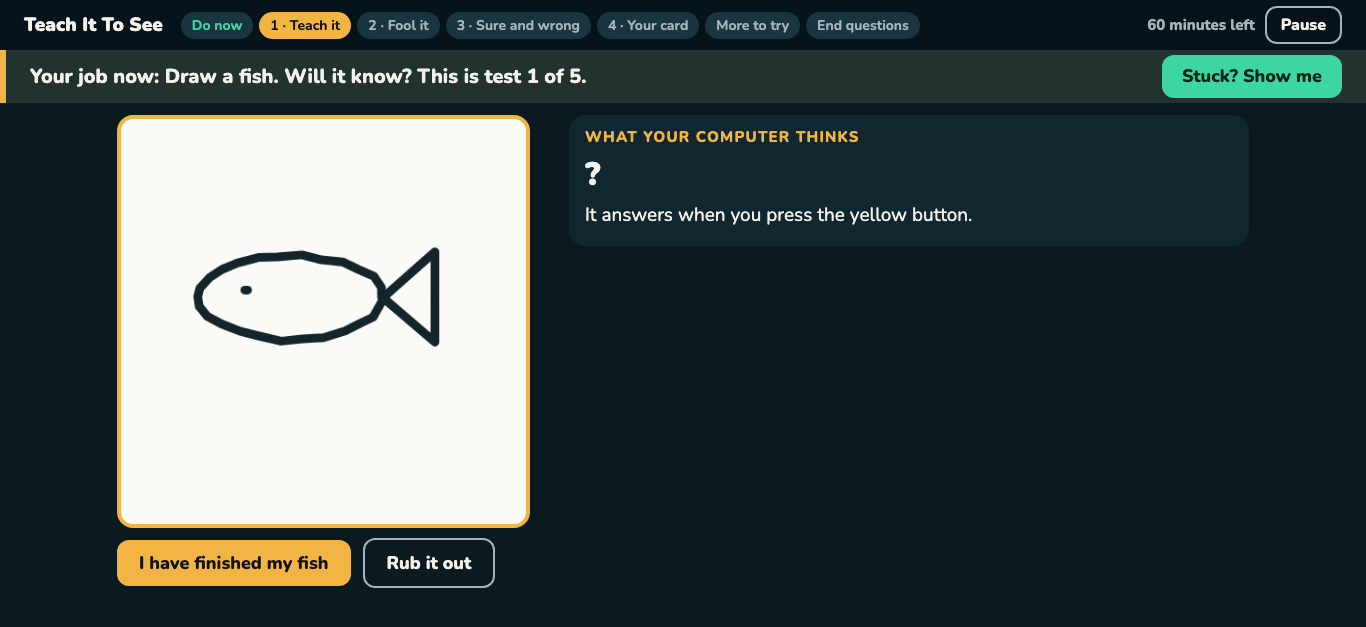 Teach It To See
Do now
1 · Teach it
2 · Fool it
3 · Sure and wrong
4 · Your card
More to try
End questions
60 minutes left
Pause
Your job now: Draw a fish. Will it know? This is test 1 of 5.
Stuck? Show me
WHAT YOUR COMPUTER THINKS
?
It answers when you press the yellow button.
I have finished my fish
Rub it out